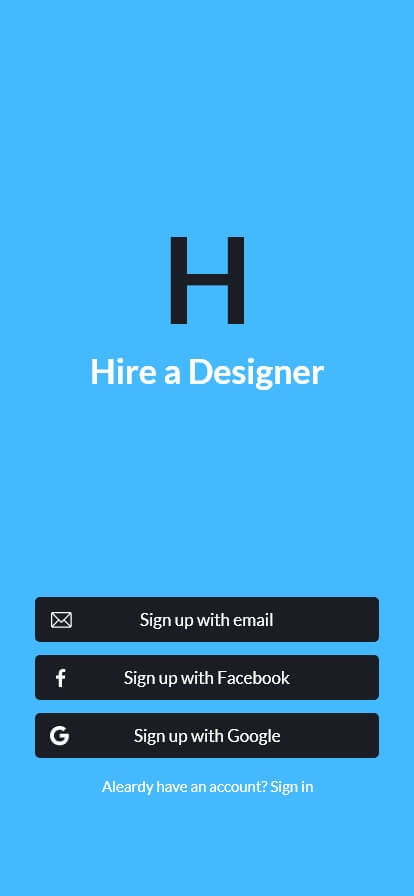 H
Hire a Designer
Sign up with email
Sign up with Facebook
Sign up with Google
Aleardy have an account? Sign in